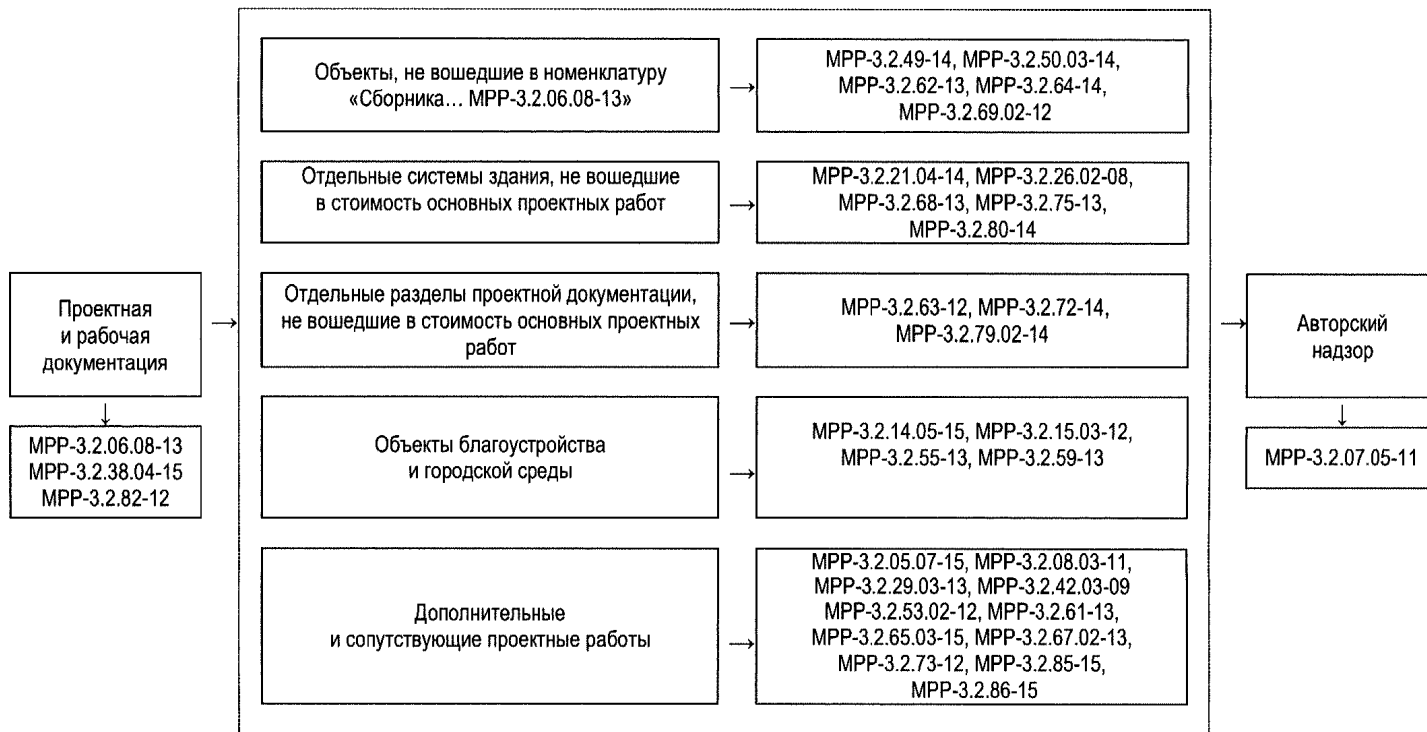 Проектная
и рабочая
документация
↓
МРР-3.2.06.08-13
МРР-3.2.38.04-15
МРР-3.2.82-12
→
Объекты, не вошедшие в номенклатуру
«Сборника… МРР-3.2.06.08-13»
→
МРР-3.2.49-14, МРР-3.2.50.03-14,
МРР-3.2.62-13, МРР-3.2.64-14,
МРР-3.2.69.02-12
Отдельные системы здания, не вошедшие
в стоимость основных проектных работ
→
МРР-3.2.21.04-14, МРР-3.2.26.02-08,
МРР-3.2.68-13, МРР-3.2.75-13,
МРР-3.2.80-14
Отдельные разделы проектной документации,
не вошедшие в стоимость основных проектных
работ
→
МРР-3.2.63-12, МРР-3.2.72-14,
МРР-3.2.79.02-14
Объекты благоустройства
и городской среды
→
МРР-3.2.14.05-15, МРР-3.2.15.03-12,
МРР-3.2.55-13, МРР-3.2.59-13
Дополнительные
и сопутствующие проектные работы
→
МРР-3.2.05.07-15, МРР-3.2.08.03-11,
МРР-3.2.29.03-13, МРР-3.2.42.03-09
МРР-3.2.53.02-12, МРР-3.2.61-13,
МРР-3.2.65.03-15, МРР-3.2.67.02-13,
МРР-3.2.73-12, МРР-3.2.85-15,
МРР-3.2.86-15
→
Авторский
надзор
↓
МРР-3.2.07.05-11